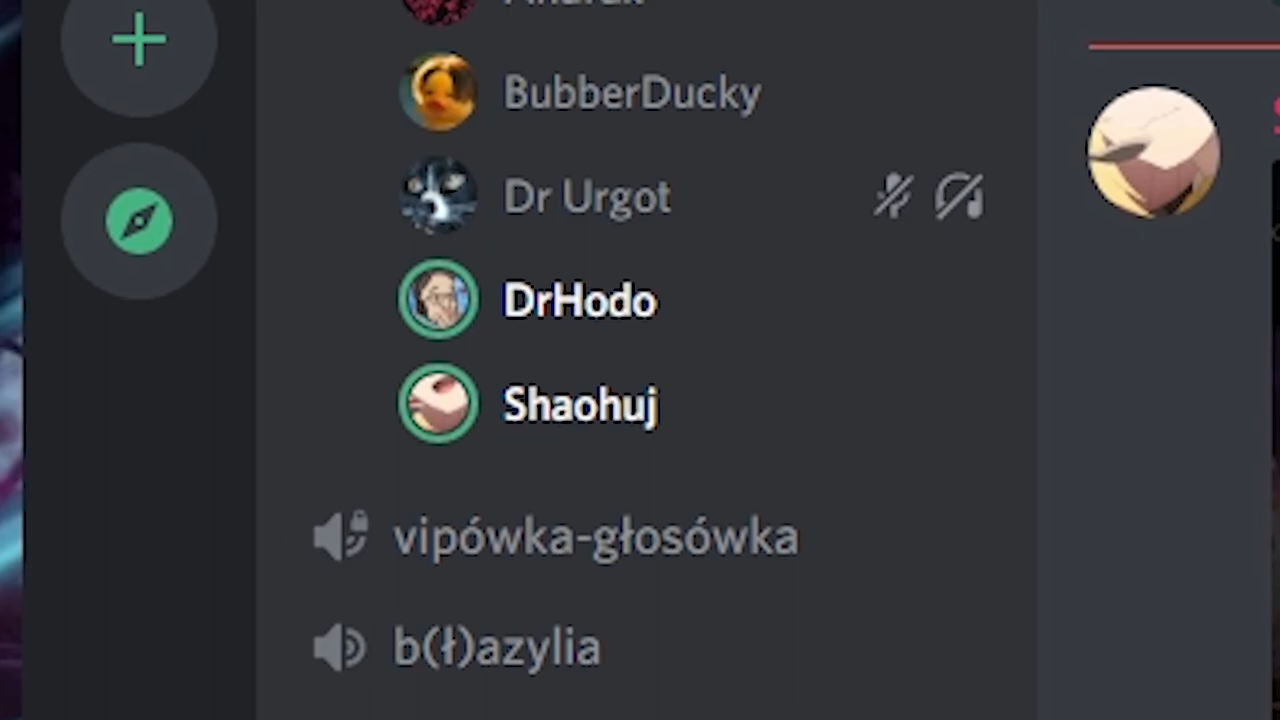 BubberDucky
Dr Urgot
DrHodo
Shaohuj
vipówka-głosówka
b(ł)azylia